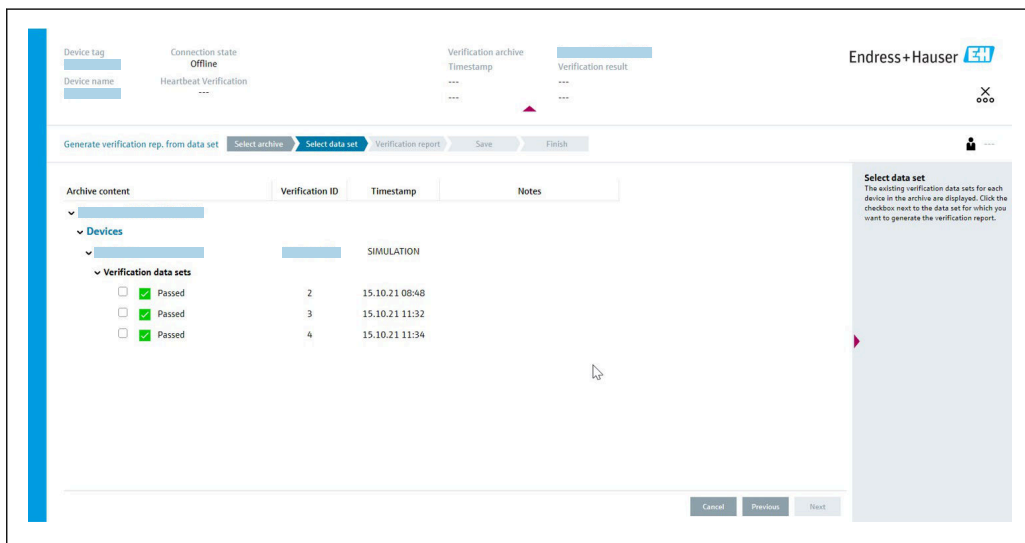 Device tag
Connection state
Offline
Device name
Heartbeat Verification
---
Verification archive
Timestamp
Verification result
---
---
---
---
Endress+Hauser EH
Generate verification rep. from data set
Select archive
Select data set
Verification report
Save
Finish
---
Archive content
Verification ID
Timestamp
Notes
Devices
SIMULATION
Verification data sets
Passed 2 15.10.21 08:48
Passed 3 15.10.21 11:32
Passed 4 15.10.21 11:34
Select data set
The existing verification data sets for each
device in the archive are displayed. Click the
checkbox next to the data set for which you
want to generate the verification report.
Cancel
Previous
Next